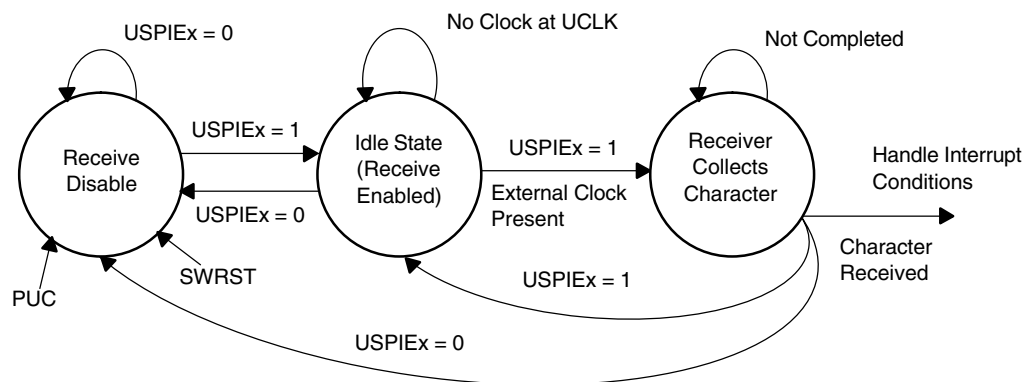 USPIEx = 0
No Clock at UCLK
Not Completed
USPIEx = 1
Receive
Disable
Idle State
(Receive
Enabled)
USPIEx = 1
Receiver
Collects
Character
Handle Interrupt
Conditions
USPIEx = 0
External Clock
Present
SWRST
PUC
USPIEx = 1
Character
Received
USPIEx = 0